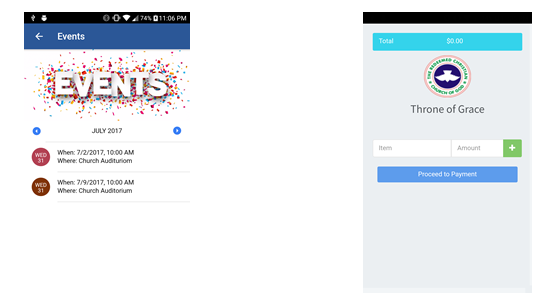 74% 11:06 PM
Events
EVENTS
JULY 2017
WED
31
When: 7/2/2017, 10:00 AM
Where: Church Auditoriom
WED
31
When: 7/9/2017, 10:00 AM
Where: Church Auditoriom
Total $0.00
THE REDEEMED CHRISTIAN
CHURCH OF GOD
Throne of Grace
Item Amount +
Proceed to Payment